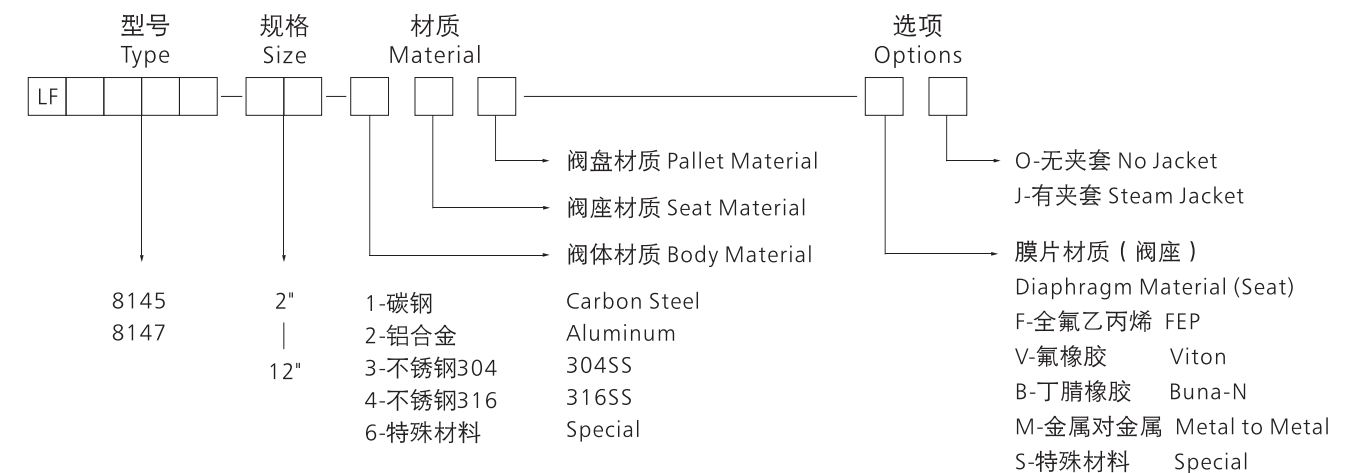 型号 规格 材质 选项
Type Size Material Options
LF
阀盘材质 Pallet Material
阀座材质 Seat Material
阀体材质 Body Material
8145
8147
2"
12"
1-碳钢 Carbon Steel
2-铝合金 Aluminum
3-不锈钢304 304SS
4-不锈钢316 316SS
6-特殊材料 Special
O-无夹套 No Jacket
J-有夹套 Steam Jacket
膜片材质（阀座）
Diaphragm Material (Seat)
F-全氟乙丙烯 FEP
V-氟橡胶 Viton
B-丁腈橡胶 Buna-N
M-金属对金属 Metal to Metal
S-特殊材料 Special